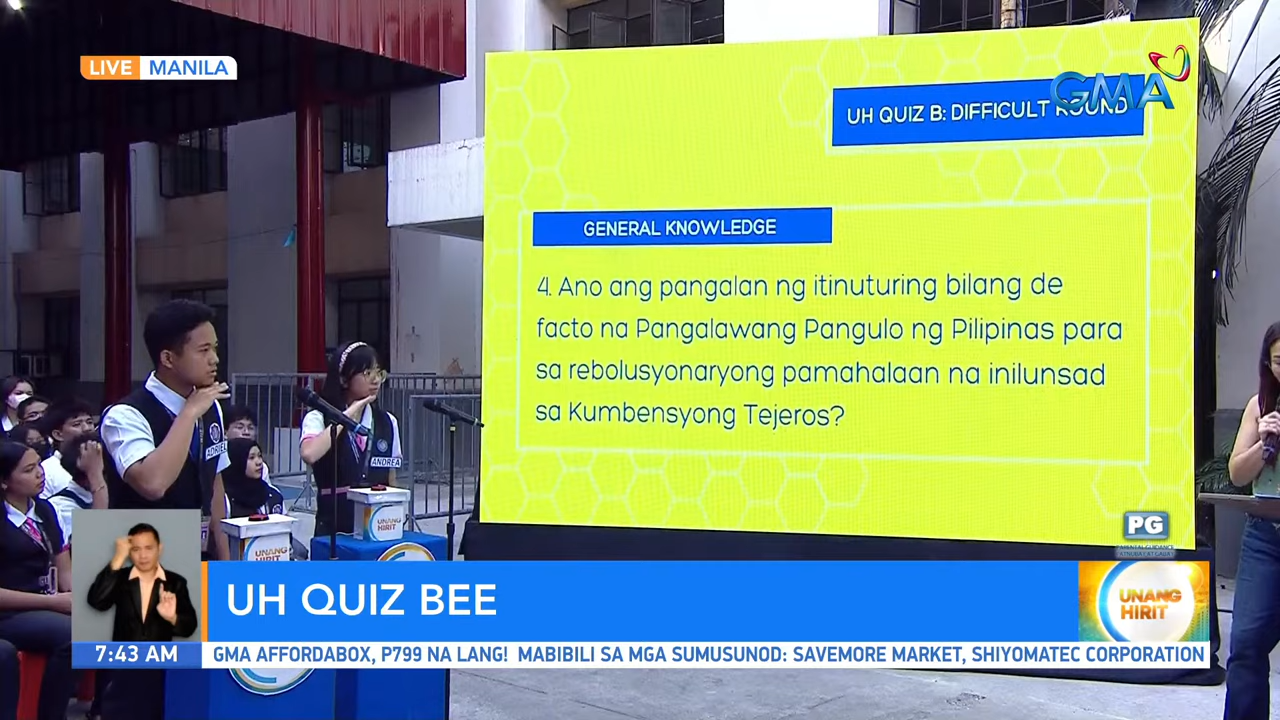 LIVE MANILA
GMA
UH QUIZ B: DIFFICULT ROUND
GENERAL KNOWLEDGE
4. Ano ang pangalan ng itinuturing bilang de
facto na Pangalawang Pangulo ng Pilipinas para
sa rebolusyonaryong pamahalaan na inilunsad
sa Kumbensyong Tejeros?
ADRIEL
ANDREA
UNANG
HIRIT
UNANG
HIRIT
PG
UH QUIZ BEE
UNANG
HIRIT
7:43 AM
GMA AFFORDABOX, P799 NA LANG! MABIBILI SA MGA SUMUSUNOD: SAVEMORE MARKET, SHIYOMATEC CORPORATION